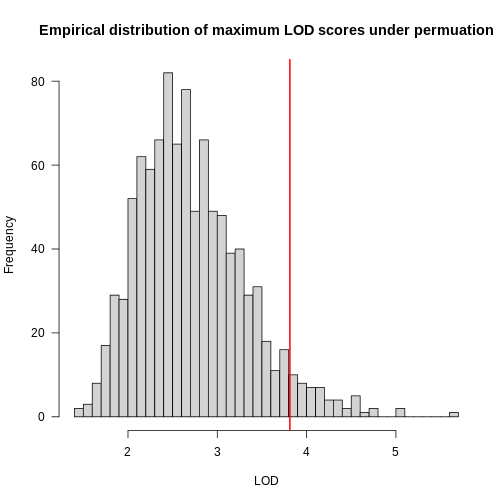 Empirical distribution of maximum LOD scores under permuation
80
60
40
20
0
Frequency
2 3 4 5
LOD